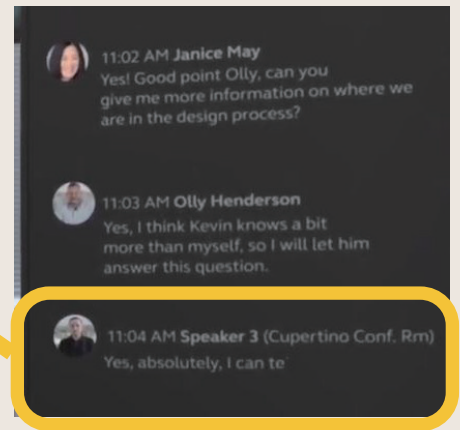 11:02 AM Janice May
Yes! Good point Olly, can you
give me more information on where we
are in the design process?
11:03 AM Olly Henderson
Yes, I think Kevin knows a bit
more than myself, so I will let him
answer this question.
11:04 AM Speaker 3 (Cupertino Conf. Rm)
Yes, absolutely, I can te